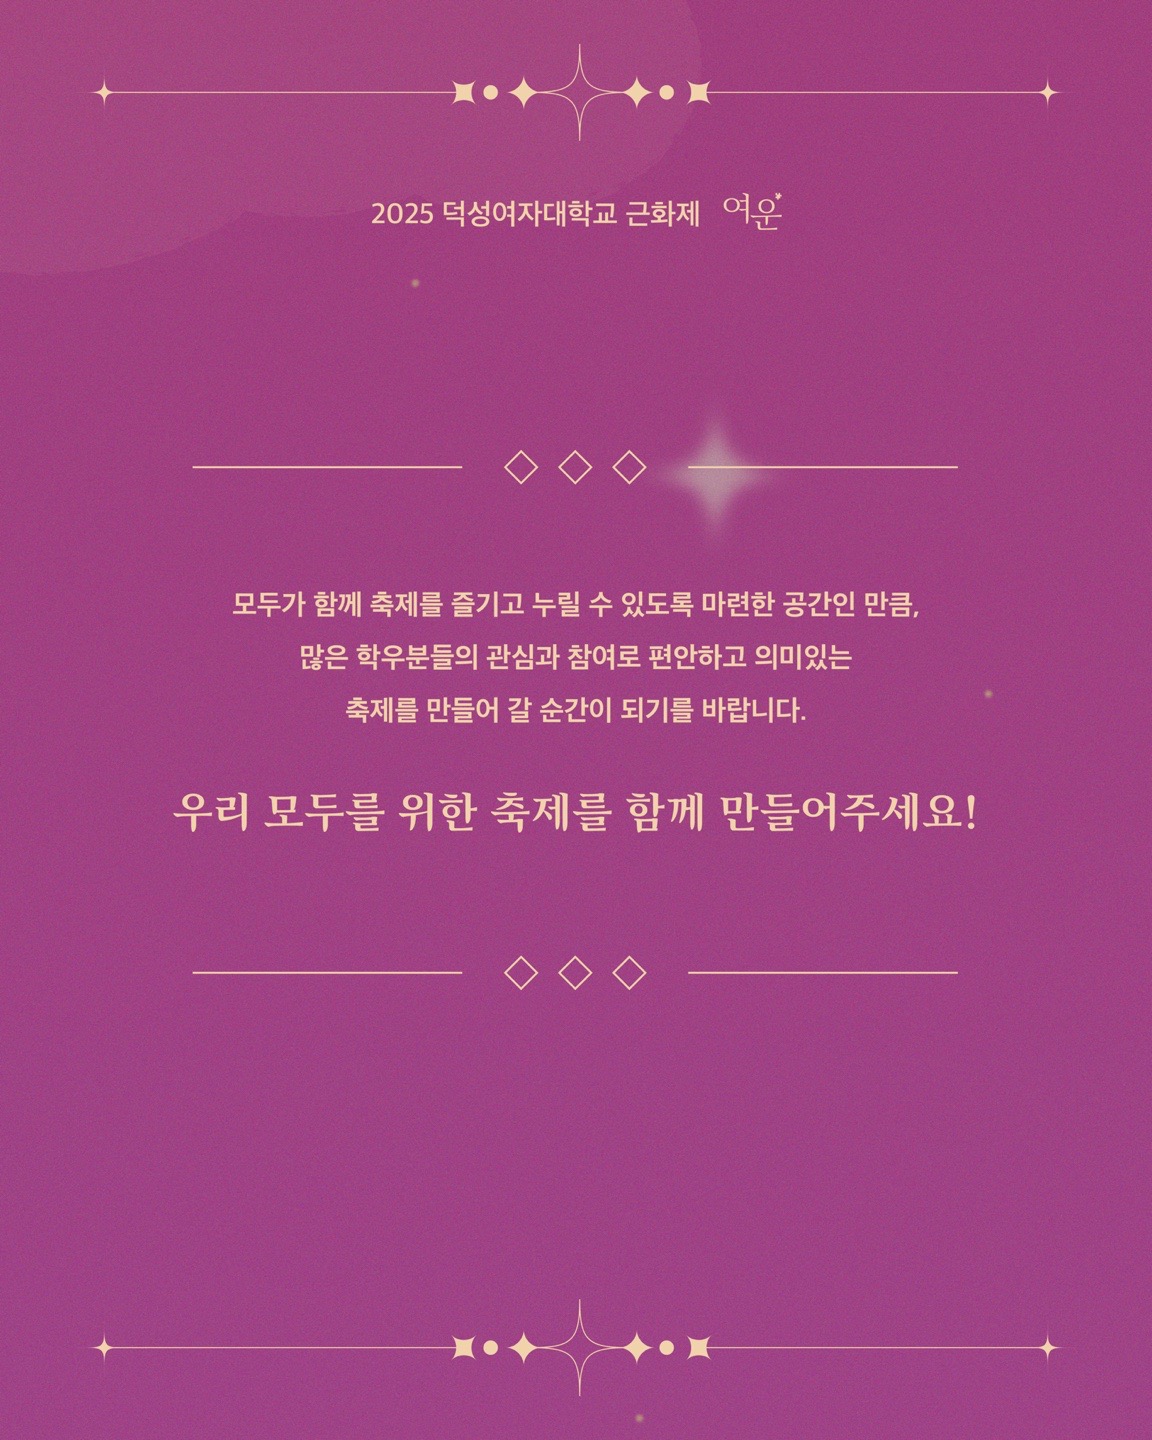 2025 덕성여자대학교 근화제 여운
모두가 함께 축제를 즐기고 누릴 수 있도록 마련한 공간인 만큼,
많은 학우분들의 관심과 참여로 편안하고 의미있는
축제를 만들어 갈 순간이 되기를 바랍니다.
우리 모두를 위한 축제를 함께 만들어주세요!